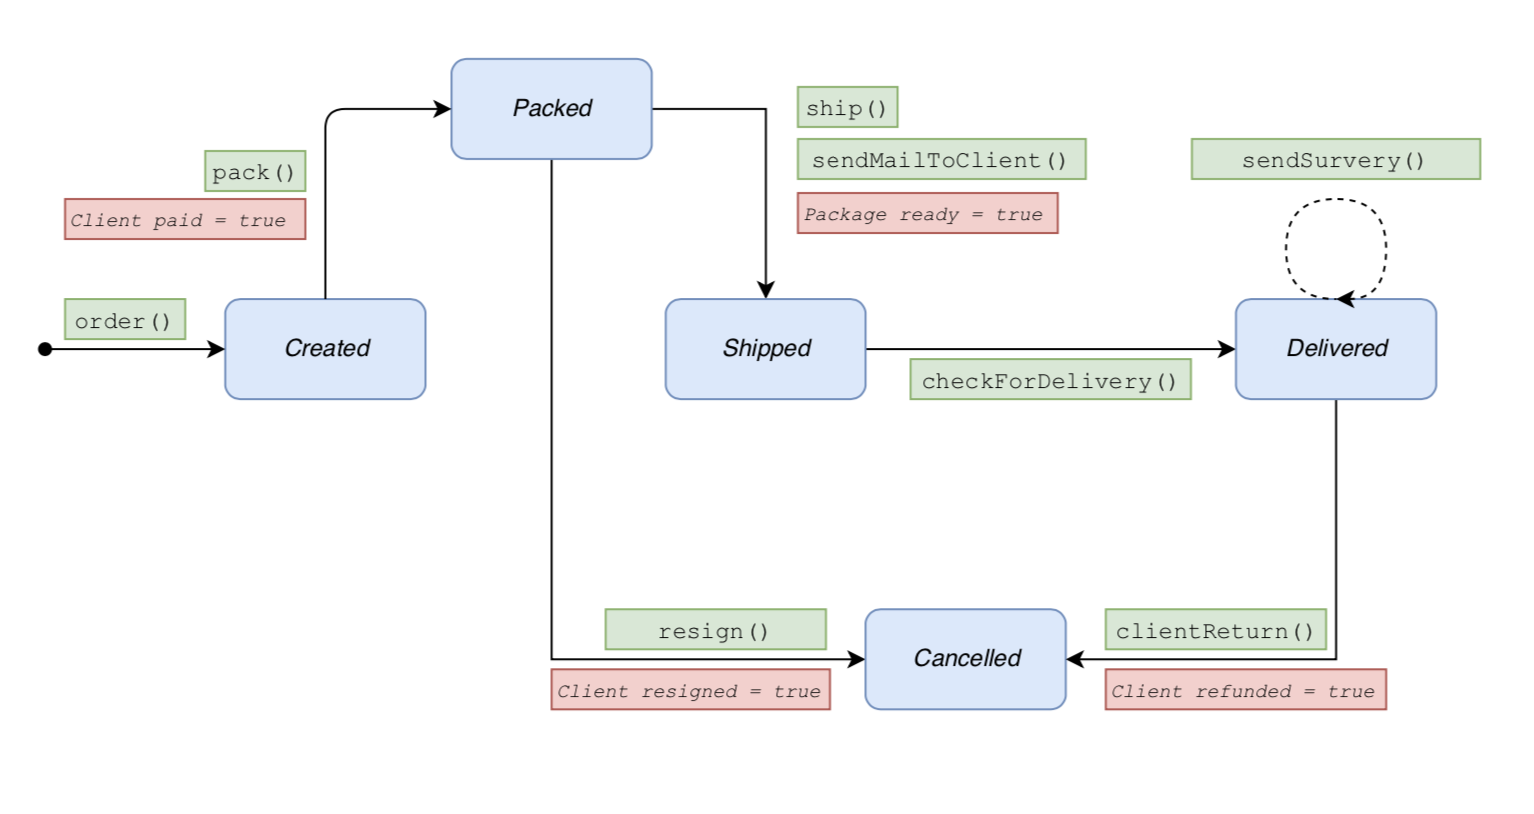 Packed
ship()
sendMailToClient()
sendSurvery()
pack()
Package ready = true
Client paid = true
order()
Created
Shipped
Delivered
checkForDelivery()
resign()
clientReturn()
Cancelled
Client resigned = true
Client refunded = true